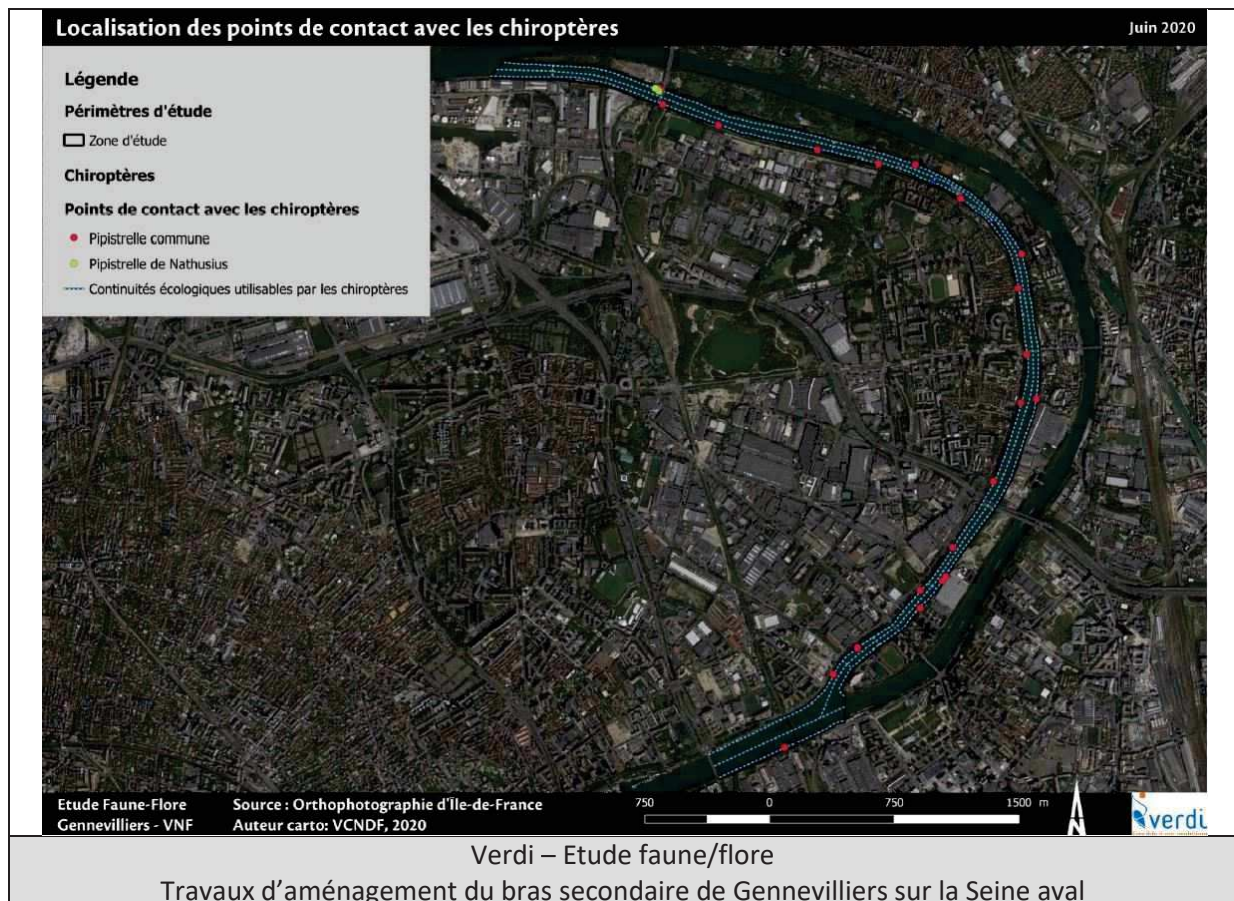 Localisation des points de contact avec les chiroptères
Juin 2020
Légende
Périmètres d'étude
Zone d'étude
Chiroptères
Points de contact avec les chiroptères
Pipistrelle commune
Pipistrelle de Nathusius
Continuités écologiques utilisables par les chiroptères
Etude Faune-Flore
Gennevilliers - VNF
Source : Orthophotographie d'Île-de-France
Auteur carto: VCNDF, 2020
750 0 750 1500 m
N
verdi
Verdi – Etude faune/flore
Travaux d'aménagement du bras secondaire de Gennevilliers sur la Seine aval